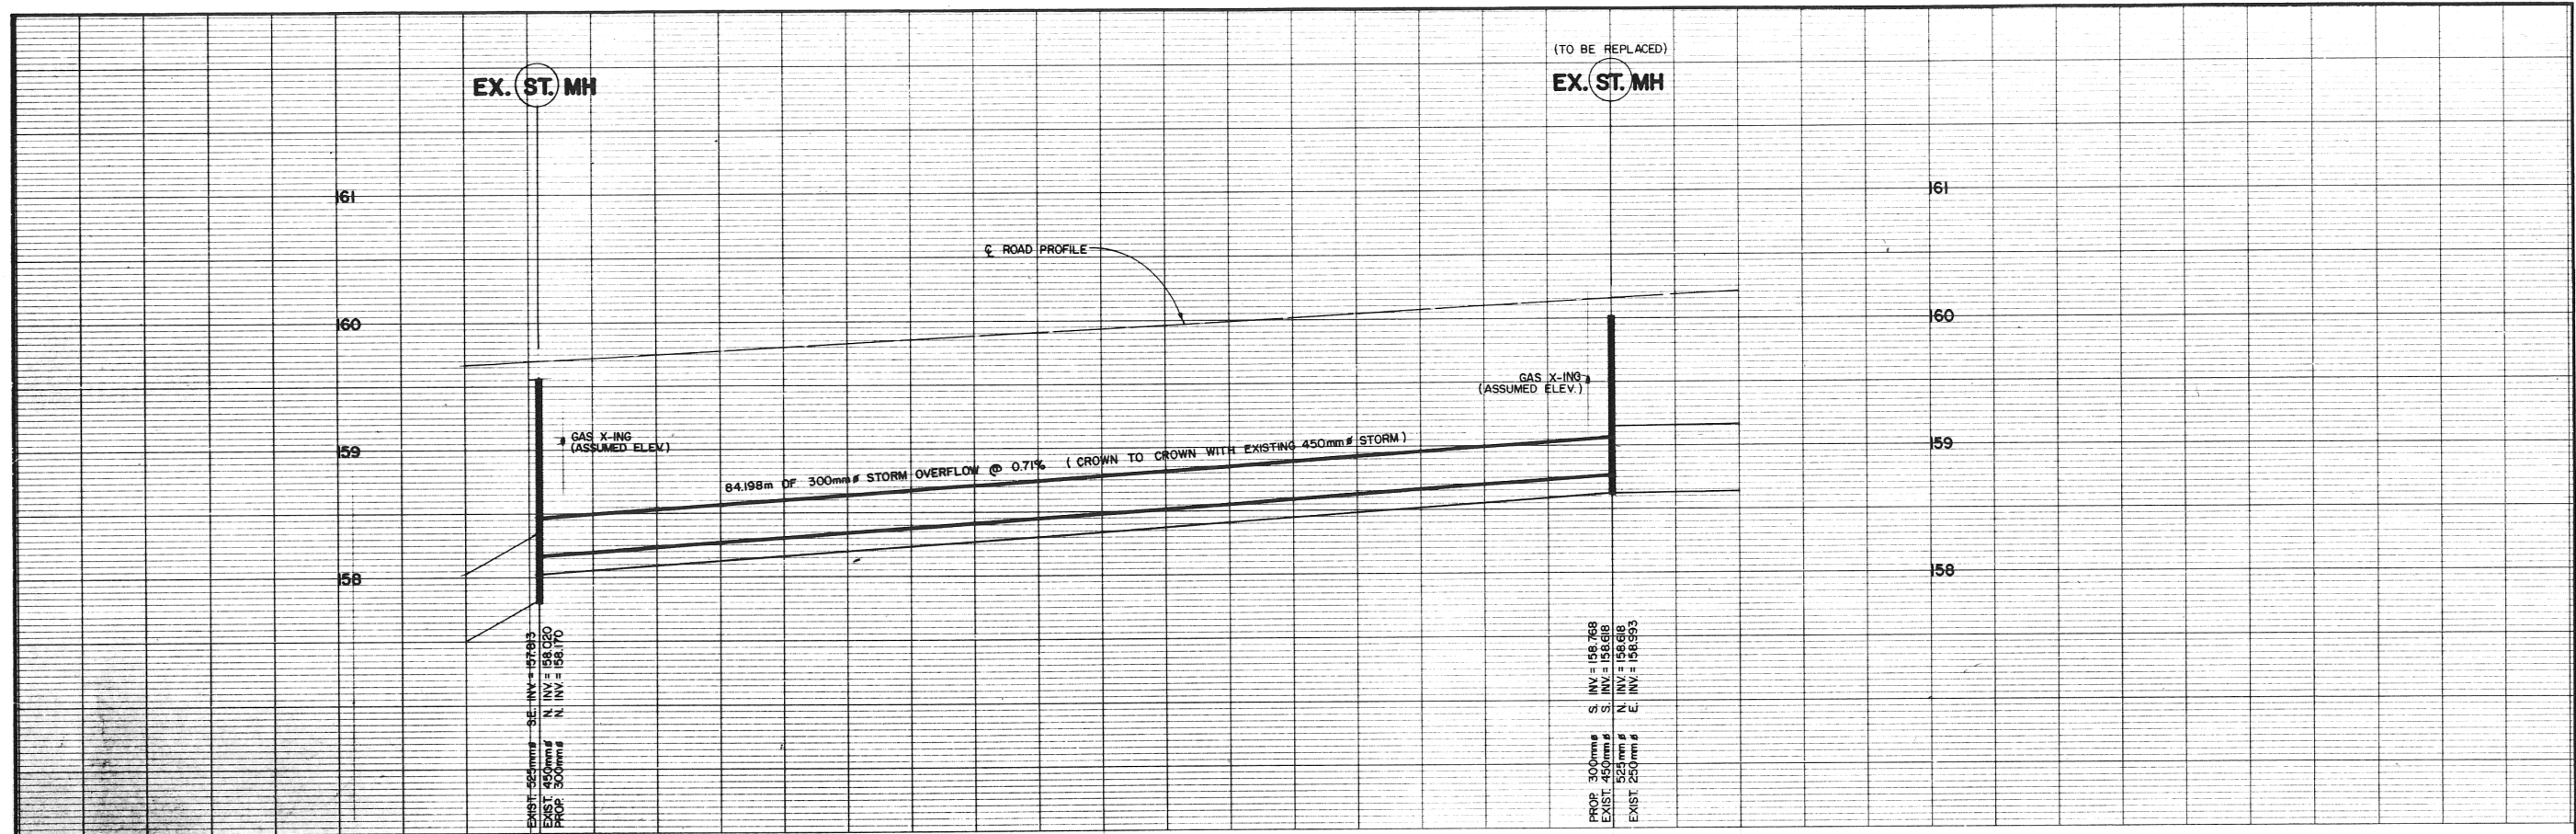 (TO BE REPLACED)
EX. ST. MH
EX. ST. MH
161
161
℄ ROAD PROFILE
160
160
GAS X-ING
(ASSUMED ELEV.)
GAS X-ING
(ASSUMED ELEV.)
159
159
84.198m OF 300mmø STORM OVERFLOW @ 0.71% ( CROWN TO CROWN WITH EXISTING 450mmø STORM )
158
158
EXIST. 525mmø S.E. INV. = 157.813
EXIST. 450mmø N. INV. = 158.020
PROP. 300mmø N. INV. = 158.170
PROP. 300mmø S. INV. = 158.768
EXIST. 450mmø S. INV. = 158.618
525mmø N. INV. = 158.618
EXIST. 250mmø E. INV. = 158.993